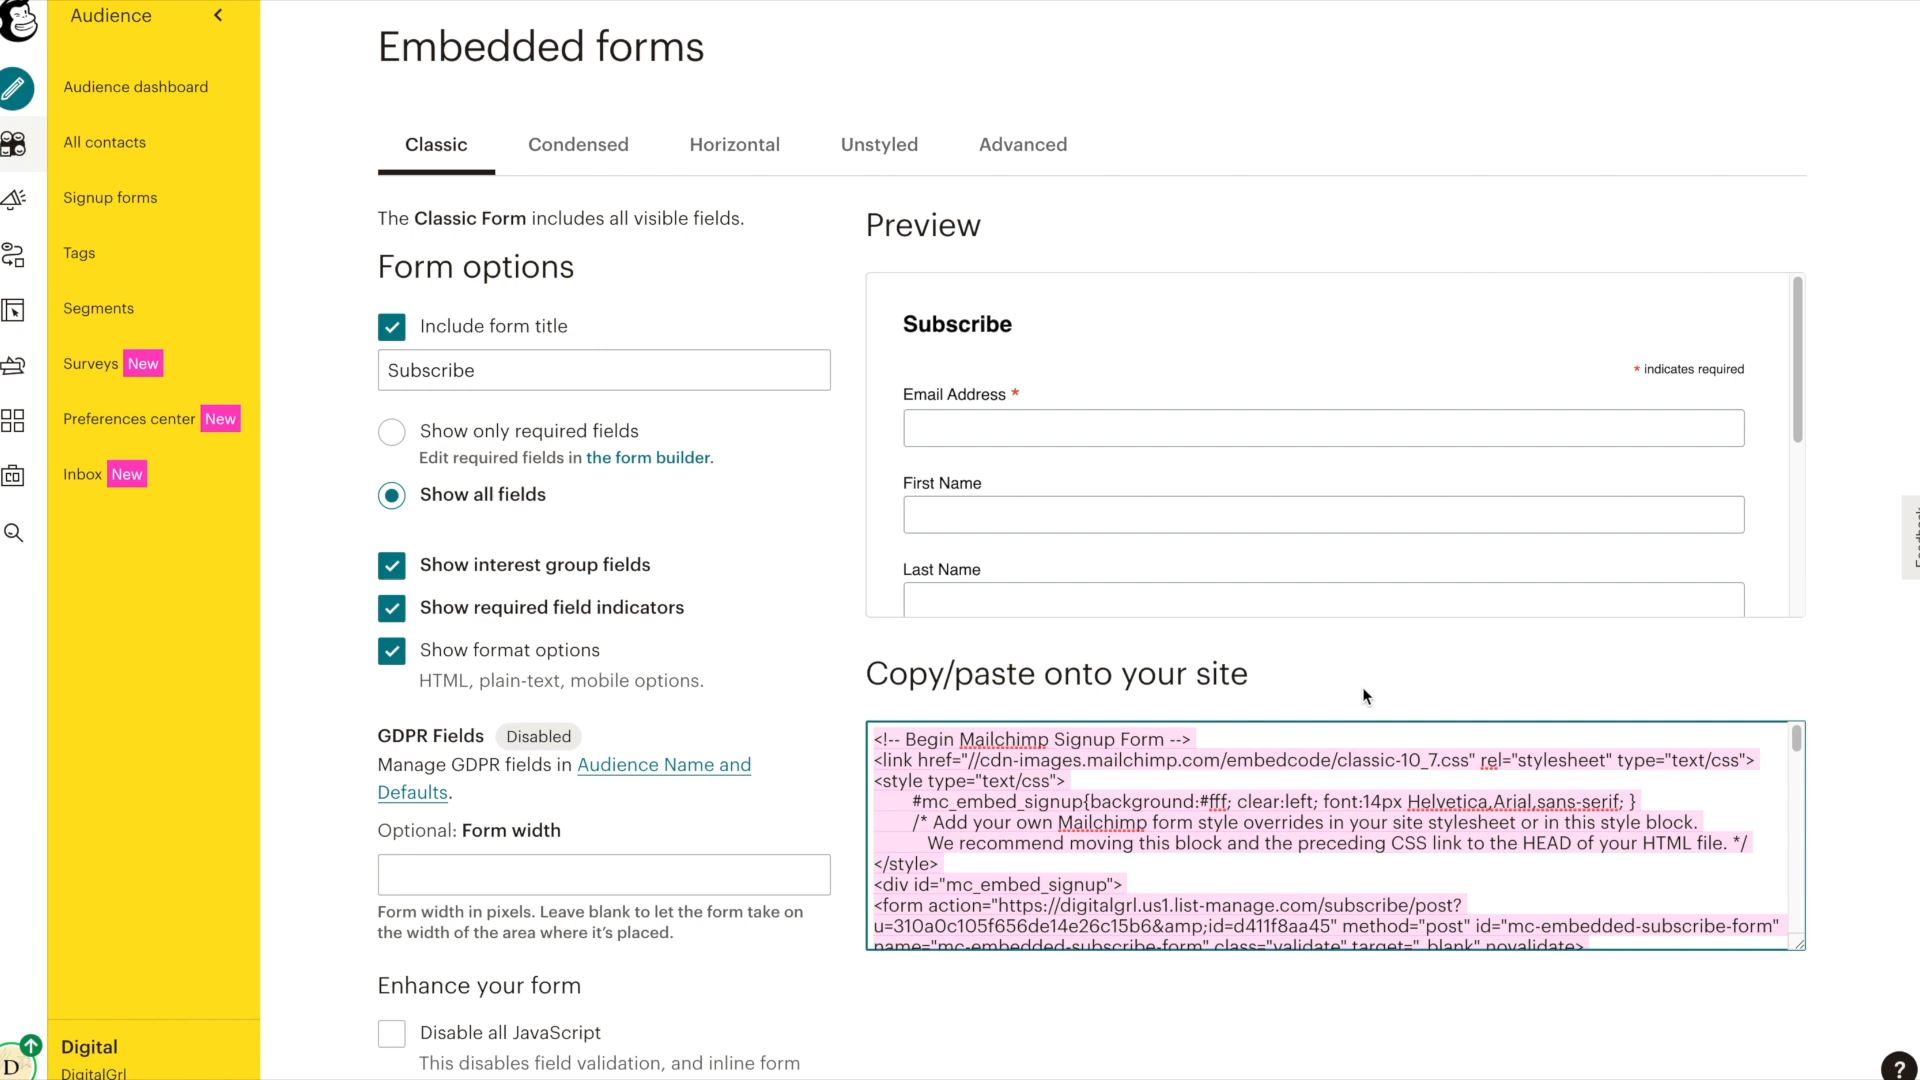 Audience
Audience dashboard
All contacts
Signup forms
Tags
Segments
Surveys New
Preferences center New
Inbox New
Digital
DigitalGrl
D
Embedded forms
Classic
Condensed
Horizontal
Unstyled
Advanced
The Classic Form includes all visible fields.
Form options
Include form title
Subscribe
Show only required fields
Edit required fields in the form builder.
Show all fields
Show interest group fields
Show required field indicators
Show format options
HTML, plain-text, mobile options.
GDPR Fields Disabled
Manage GDPR fields in Audience Name and
Defaults.
Optional: Form width
Form width in pixels. Leave blank to let the form take on
the width of the area where it's placed.
Enhance your form
Disable all JavaScript
This disables field validation, and inline form
Preview
Subscribe
* indicates required
Email Address *
First Name
Last Name
Copy/paste onto your site
<!-- Begin Mailchimp Signup Form -->
<link href="//cdn-images.mailchimp.com/embedcode/classic-10_7.css" rel="stylesheet" type="text/css">
<style type="text/css">
#mc_embed_signup{background:#fff; clear:left; font:14px Helvetica,Arial,sans-serif; }
/* Add your own Mailchimp form style overrides in your site stylesheet or in this style block.
We recommend moving this block and the preceding CSS link to the HEAD of your HTML file. */
</style>
<div id="mc_embed_signup">
<form action="https://digitalgrl.us1.list-manage.com/subscribe/post?
u=310a0c105f656de14e26c15b6&amp;id=d411f8aa45" method="post" id="mc-embedded-subscribe-form"
name="mc-embedded-subscribe-form" class="validate" target="_blank" novalidate>
Feedback
?